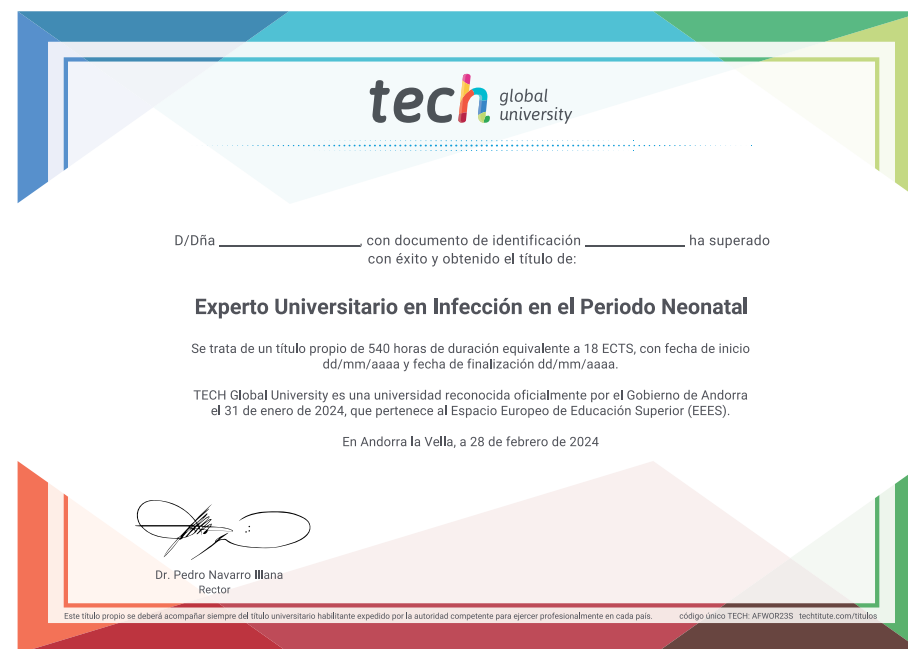 tech global university
D/Dña ____________________, con documento de identificación ______________ ha superado
con éxito y obtenido el título de:
Experto Universitario en Infección en el Periodo Neonatal
Se trata de un título propio de 540 horas de duración equivalente a 18 ECTS, con fecha de inicio
dd/mm/aaaa y fecha de finalización dd/mm/aaaa.
TECH Global University es una universidad reconocida oficialmente por el Gobierno de Andorra
el 31 de enero de 2024, que pertenece al Espacio Europeo de Educación Superior (EEES).
En Andorra la Vella, a 28 de febrero de 2024
Dr. Pedro Navarro Illana
Rector
Este título propio se deberá acompañar siempre del título universitario habilitante expedido por la autoridad competente para ejercer profesionalmente en cada país. código único TECH: AFWOR23S techtitute.com/titulos